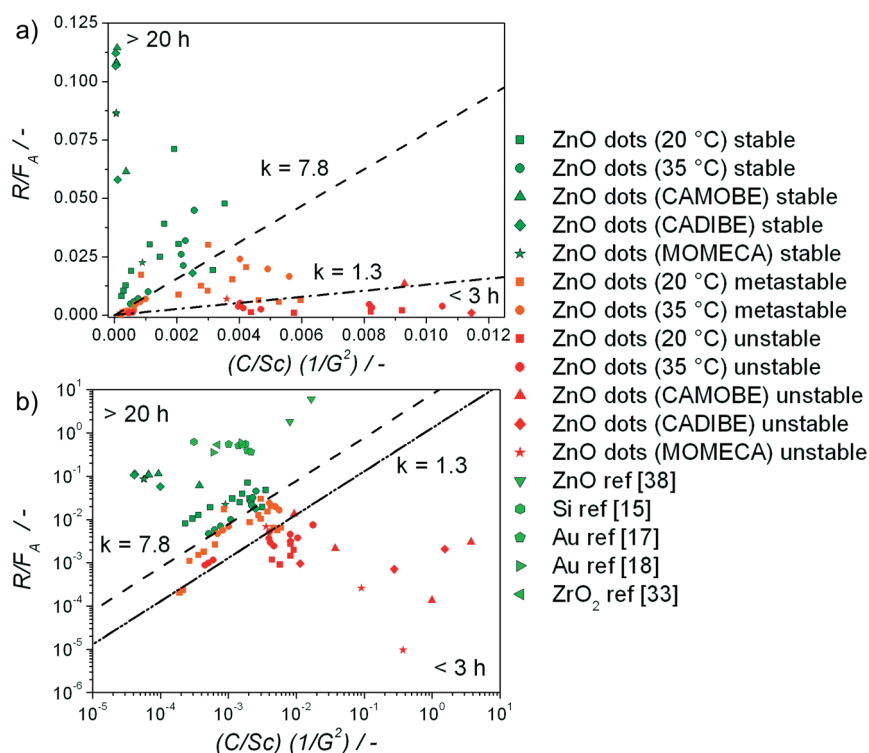 a)
0.125
0.100
0.075
0.050
0.025
0.000
R/F_A / -
> 20 h
k = 7.8
k = 1.3
< 3 h
0.000 0.002 0.004 0.006 0.008 0.010 0.012
(C/Sc) (1/G²) / -
b)
10¹
10⁰
10⁻¹
10⁻²
10⁻³
10⁻⁴
10⁻⁵
10⁻⁶
R/F_A / -
> 20 h
k = 1.3
k = 7.8
< 3 h
10⁻⁵ 10⁻⁴ 10⁻³ 10⁻² 10⁻¹ 10⁰ 10¹
(C/Sc) (1/G²) / -
ZnO dots (20 °C) stable
ZnO dots (35 °C) stable
ZnO dots (CAMOBE) stable
ZnO dots (CADIBE) stable
ZnO dots (MOMECA) stable
ZnO dots (20 °C) metastable
ZnO dots (35 °C) metastable
ZnO dots (20 °C) unstable
ZnO dots (35 °C) unstable
ZnO dots (CAMOBE) unstable
ZnO dots (CADIBE) unstable
ZnO dots (MOMECA) unstable
ZnO ref [38]
Si ref [15]
Au ref [17]
Au ref [18]
ZrO₂ ref [33]